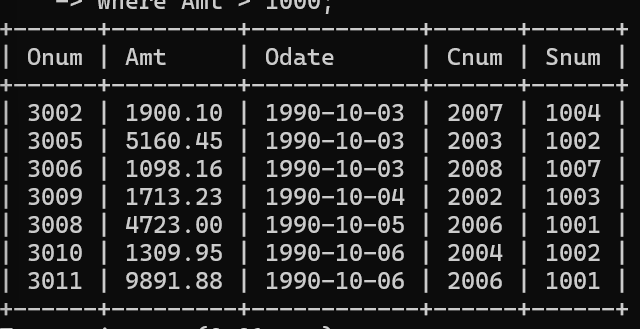 -> where Amt > 1000;
+------+---------+------------+------+------+
| Onum | Amt     | Odate      | Cnum | Snum |
+------+---------+------------+------+------+
| 3002 | 1900.10 | 1990-10-03 | 2007 | 1004 |
| 3005 | 5160.45 | 1990-10-03 | 2003 | 1002 |
| 3006 | 1098.16 | 1990-10-03 | 2008 | 1007 |
| 3009 | 1713.23 | 1990-10-04 | 2002 | 1003 |
| 3008 | 4723.00 | 1990-10-05 | 2006 | 1001 |
| 3010 | 1309.95 | 1990-10-06 | 2004 | 1002 |
| 3011 | 9891.88 | 1990-10-06 | 2006 | 1001 |
+------+---------+------------+------+------+